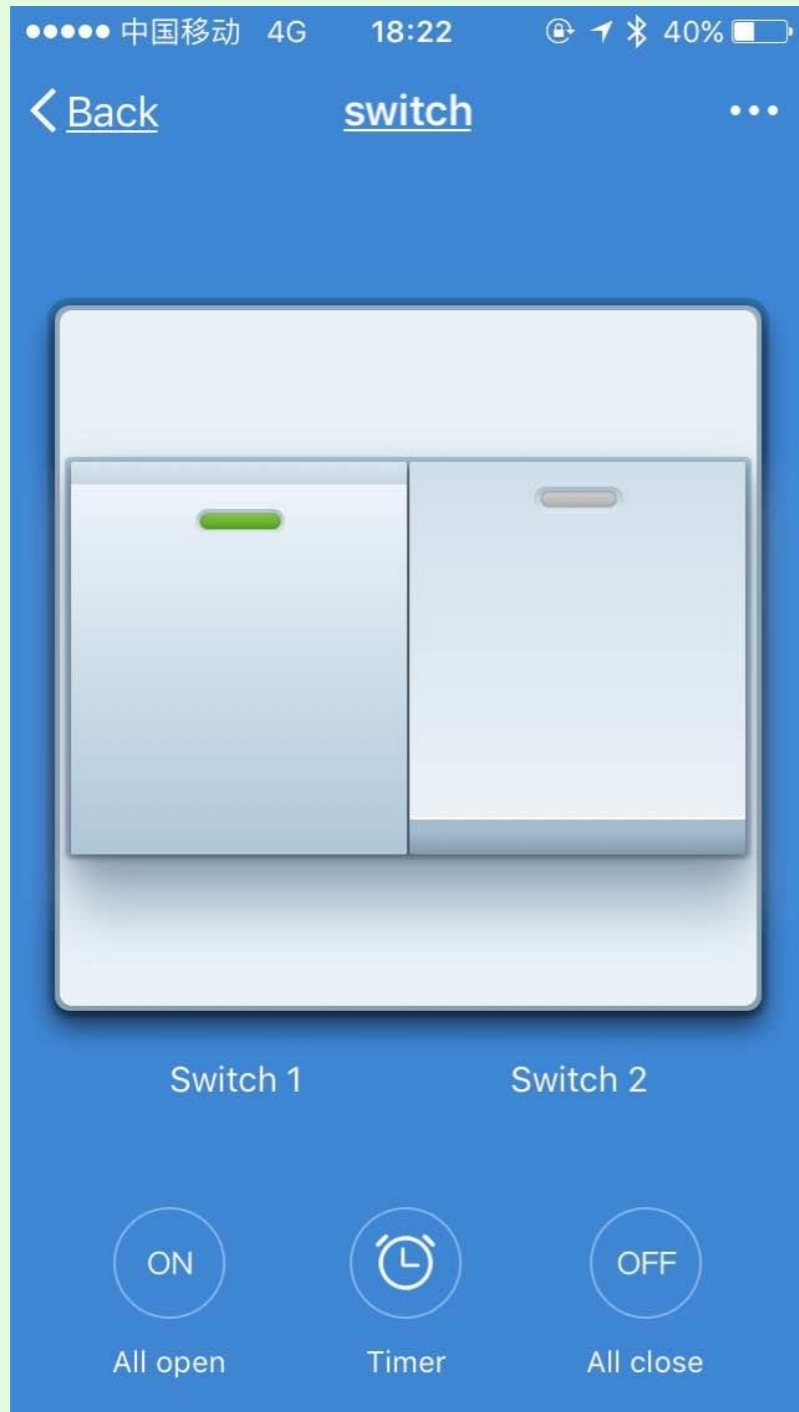 中国移动 4G 18:22 40%
Back switch
Switch 1 Switch 2
ON OFF
All open Timer All close